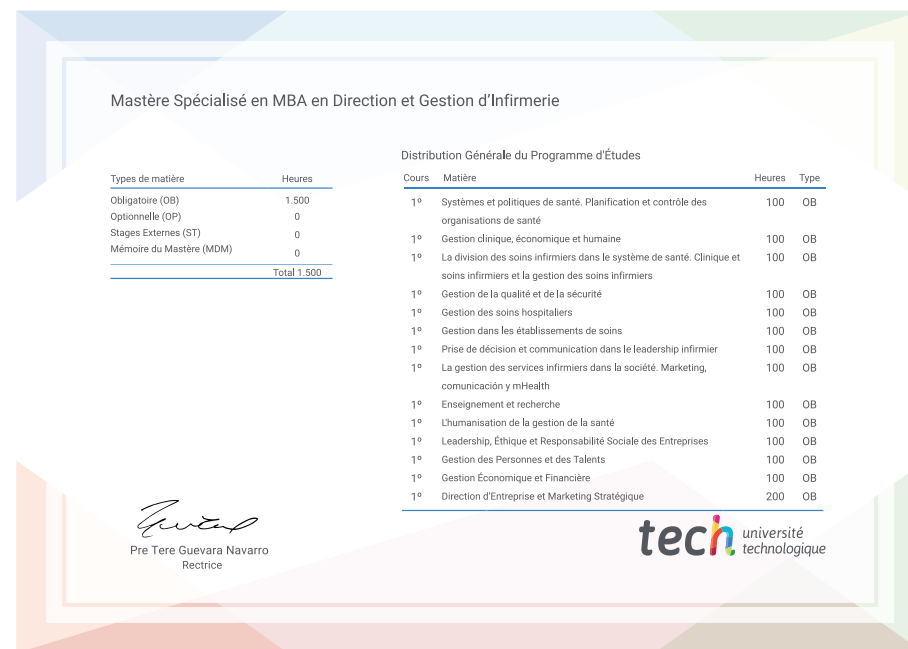 Mastère Spécialisé en MBA en Direction et Gestion d'Infirmerie
Types de matière Heures
Obligatoire (OB) 1.500
Optionnelle (OP) 0
Stages Externes (ST) 0
Mémoire du Mastère (MDM) 0
Total 1.500
Distribution Générale du Programme d'Études
Cours Matière Heures Type
1º Systèmes et politiques de santé. Planification et contrôle des 100 OB
organisations de santé
1º Gestion clinique, économique et humaine 100 OB
1º La division des soins infirmiers dans le système de santé. Clinique et 100 OB
soins infirmiers et la gestion des soins infirmiers
1º Gestion de la qualité et de la sécurité 100 OB
1º Gestion des soins hospitaliers 100 OB
1º Gestion dans les établissements de soins 100 OB
1º Prise de décision et communication dans le leadership infirmier 100 OB
1º La gestion des services infirmiers dans la société. Marketing, 100 OB
comunicación y mHealth
1º Enseignement et recherche 100 OB
1º L'humanisation de la gestion de la santé 100 OB
1º Leadership, Éthique et Responsabilité Sociale des Entreprises 100 OB
1º Gestion des Personnes et des Talents 100 OB
1º Gestion Économique et Financière 100 OB
1º Direction d'Entreprise et Marketing Stratégique 200 OB
Pre Tere Guevara Navarro
Rectrice
tech université
technologique